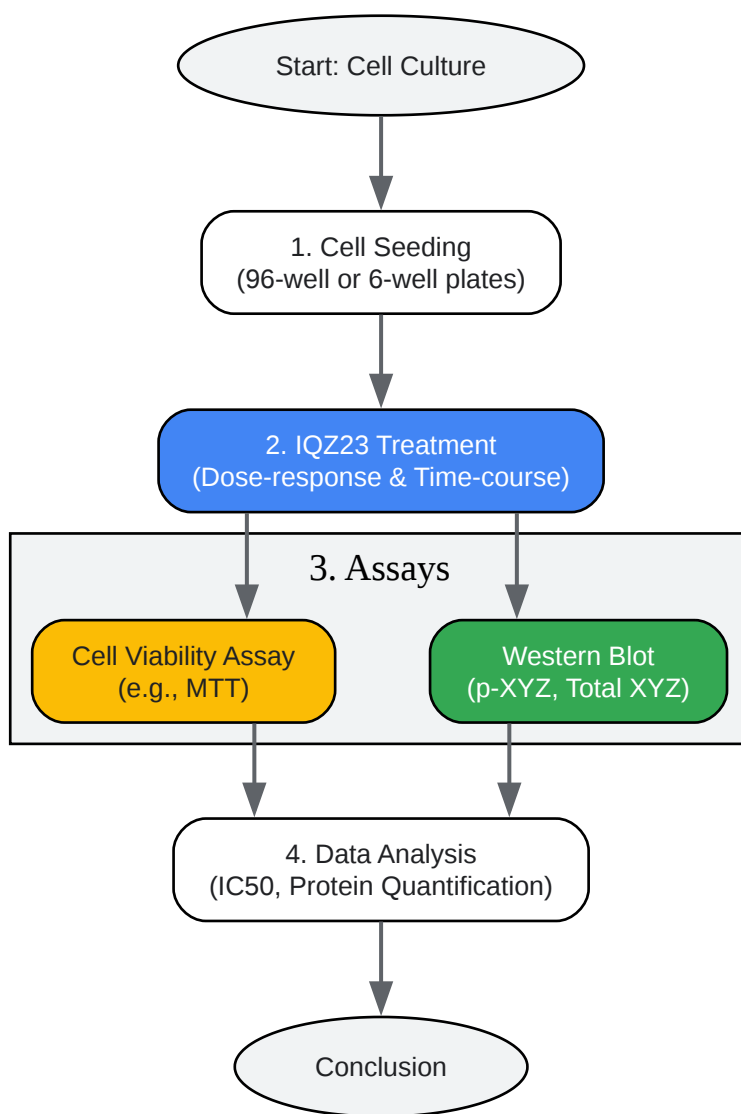 Start: Cell Culture
1. Cell Seeding
(96-well or 6-well plates)
2. IQZ23 Treatment
(Dose-response & Time-course)
3. Assays
Cell Viability Assay
(e.g., MTT)
Western Blot
(p-XYZ, Total XYZ)
4. Data Analysis
(IC50, Protein Quantification)
Conclusion